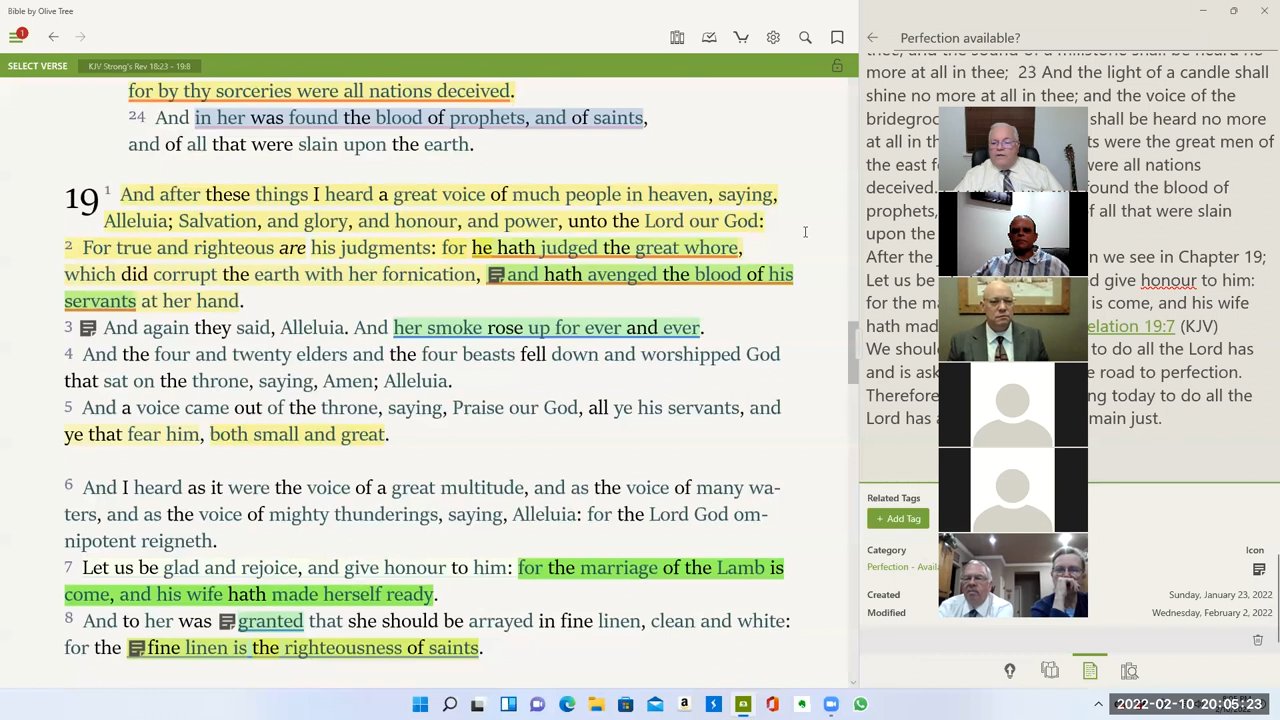 Bible by Olive Tree
1
SELECT VERSE KJV Strong's Rev 18:23 - 19:8
for by thy sorceries were all nations deceived.
24 And in her was found the blood of prophets, and of saints,
and of all that were slain upon the earth.
19 1 And after these things I heard a great voice of much people in heaven, saying,
Alleluia; Salvation, and glory, and honour, and power, unto the Lord our God:
2 For true and righteous are his judgments: for he hath judged the great whore,
which did corrupt the earth with her fornication, and hath avenged the blood of his
servants at her hand.
3 And again they said, Alleluia. And her smoke rose up for ever and ever.
4 And the four and twenty elders and the four beasts fell down and worshipped God
that sat on the throne, saying, Amen; Alleluia.
5 And a voice came out of the throne, saying, Praise our God, all ye his servants, and
ye that fear him, both small and great.
6 And I heard as it were the voice of a great multitude, and as the voice of many wa-
ters, and as the voice of mighty thunderings, saying, Alleluia: for the Lord God om-
nipotent reigneth.
7 Let us be glad and rejoice, and give honour to him: for the marriage of the Lamb is
come, and his wife hath made herself ready.
8 And to her was granted that she should be arrayed in fine linen, clean and white:
for the fine linen is the righteousness of saints.
Perfection available?
thee; and the sound of a millstone shall be heard no
more at all in thee; 23 And the light of a candle shall
shine no more at all in thee; and the voice of the
bridegroo shall be heard no more
at all in th ts were the great men of
the east f were all nations
deceived. ound the blood of
prophets, of all that were slain
upon the
After the n we see in Chapter 19;
Let us be d give honour to him:
for the ma is come, and his wife
hath mad elation 19:7 (KJV)
We shoul to do all the Lord has
and is ask e road to perfection.
Therefore ng today to do all the
Lord has a main just.
Related Tags
+ Add Tag
Category Icon
Perfection - Availa
Created Sunday, January 23, 2022
Modified Wednesday, February 2, 2022
2022-02-10 20:05:23